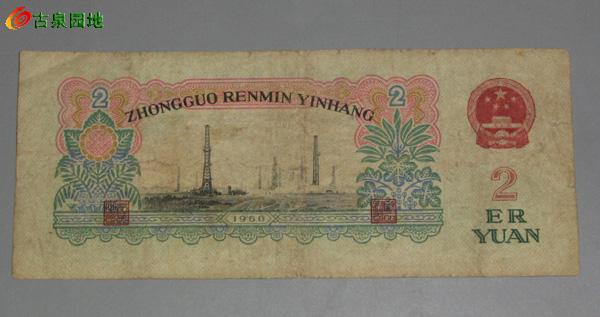 古泉园地
2
2
ZHONGGUO RENMIN YINHANG
1960
2
ER
YUAN